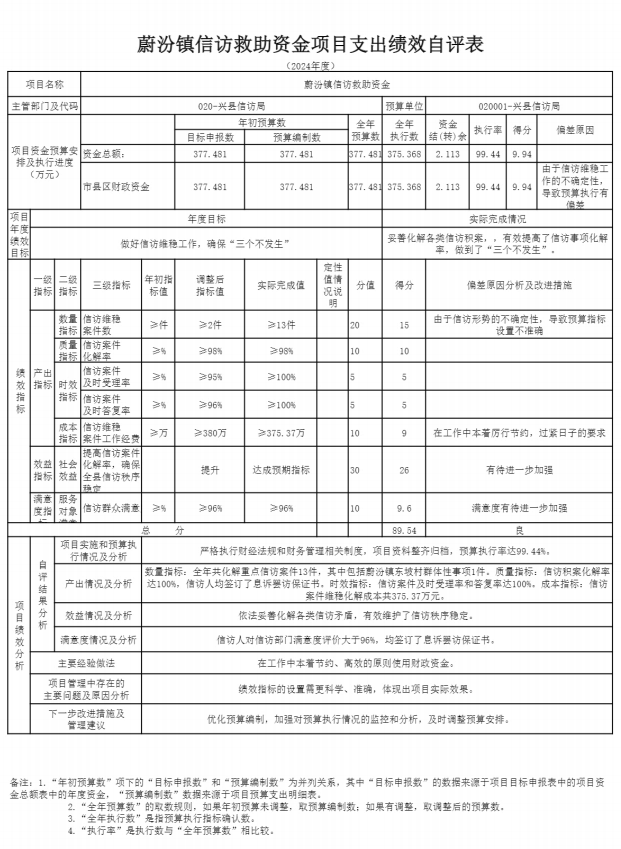 蔚汾镇信访救助资金项目支出绩效自评表
（2024年度）
项目名称 蔚汾镇信访救助资金
主管部门及代码 020-兴县信访局 预算单位 020001-兴县信访局
项目资金预算安排及执行进度（万元） 年初预算数 全年预算数 全年执行数 资金结(转)余 执行率 得分 偏差原因
目标申报数 预算编制数
资金总额： 377.481 377.481 377.481 375.368 2.113 99.44 9.94
市县区财政资金 377.481 377.481 377.481 375.368 2.113 99.44 9.94 由于信访维稳工作的不确定性，导致预算执行有偏差
项目年度绩效目标 年度目标 实际完成情况
做好信访维稳工作，确保“三个不发生” 妥善化解各类信访积案，，有效提高了信访事项化解率，做到了“三个不发生”。
绩效指标 一级指标 二级指标 三级指标 年初指标值 调整后指标值 实际完成值 定性值情况说明 分值 得分 偏差原因分析及改进措施
产出指标 数量指标 信访维稳案件数 ≥件 ≥2件 ≥13件 20 15 由于信访形势的不确定性，导致预算指标设置不准确
质量指标 信访案件化解率 ≥% ≥98% ≥98% 10 10
时效指标 信访案件及时受理率 ≥% ≥95% ≥100% 5 5
信访案件及时答复率 ≥% ≥96% ≥100% 5 5
成本指标 信访维稳案件工作经费 ≥万 ≥380万 ≥375.37万 10 9 在工作中本着厉行节约，过紧日子的要求
效益指标 社会效益 提高信访案件化解率，确保全县信访秩序稳定 提升 达成预期指标 30 26 有待进一步加强
满意度指标 服务对象 信访群众满意 ≥% ≥96% ≥96% 10 9.6 满意度有待进一步加强
总 分 89.54 良
项目绩效分析 自评结果分析 项目实施和预算执行情况及分析 严格执行财经法规和财务管理相关制度，项目资料整齐归档，预算执行率达99.44%。
产出情况及分析 数量指标：全年共化解重点信访案件13件，其中包括蔚汾镇东坡村群体性事项1件。质量指标：信访积案化解率达100%，信访人均签订了息诉罢访保证书。时效指标：信访案件及时受理率和答复率达100%。成本指标：信访案件维稳化解成本共375.37万元。
效益情况及分析 依法妥善化解各类信访矛盾，有效维护了信访秩序稳定。
满意度情况及分析 信访人对信访部门满意度评价大于96%，均签订了息诉罢访保证书。
主要经验做法 在工作中本着节约、高效的原则使用财政资金。
项目管理中存在的主要问题及原因分析 绩效指标的设置需更科学、准确，体现出项目实际效果。
下一步改进措施及管理建议 优化预算编制，加强对预算执行情况的监控和分析，及时调整预算安排。
备注：1.“年初预算数”项下的“目标申报数”和“预算编制数”为并列关系，其中“目标申报数”的数据来源于项目目标申报表中的项目资
金总额表中的年度资金，“预算编制数”数据来源于项目预算支出明细表。
2.“全年预算数”的取数规则，如果年初预算未调整，取预算编制数；如果有调整，取调整后的预算数。
3.“全年执行数”是指预算执行指标确认数。
4.“执行率”是执行数与“全年预算数”相比较。